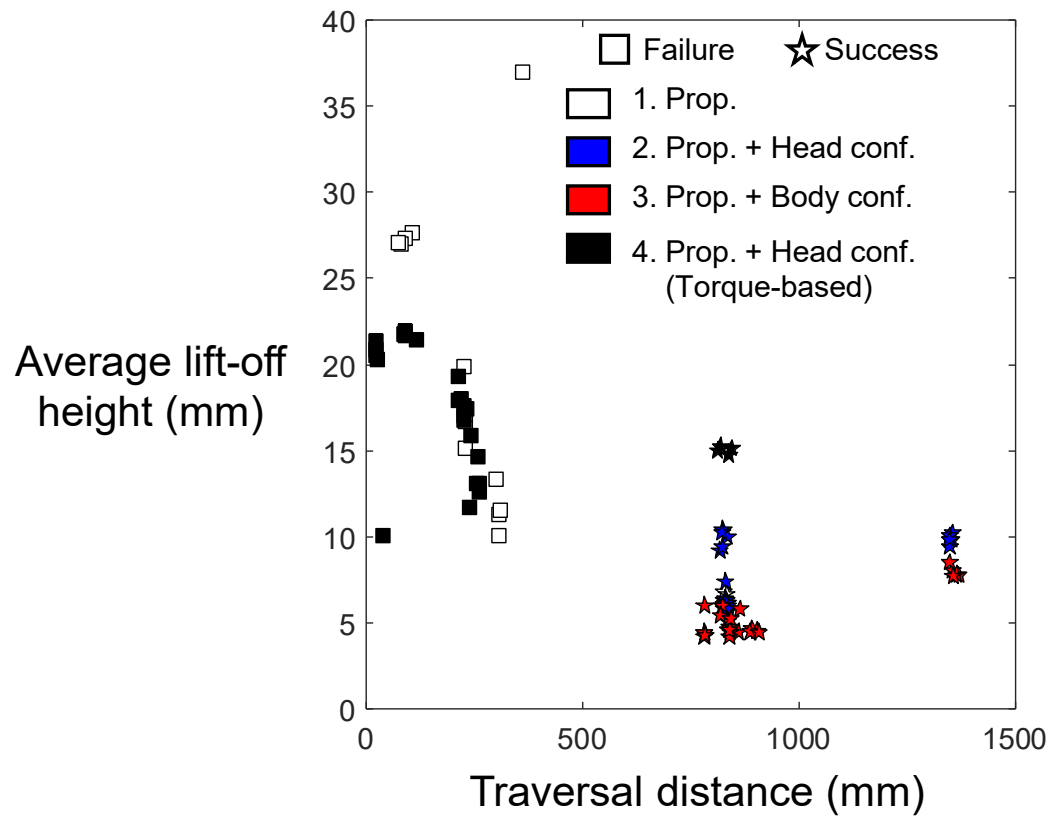 40
35
30
25
20
15
10
5
0
Failure
Success
1. Prop.
2. Prop. + Head conf.
3. Prop. + Body conf.
4. Prop. + Head conf.
(Torque-based)
Average lift-off
height (mm)
0 500 1000 1500
Traversal distance (mm)